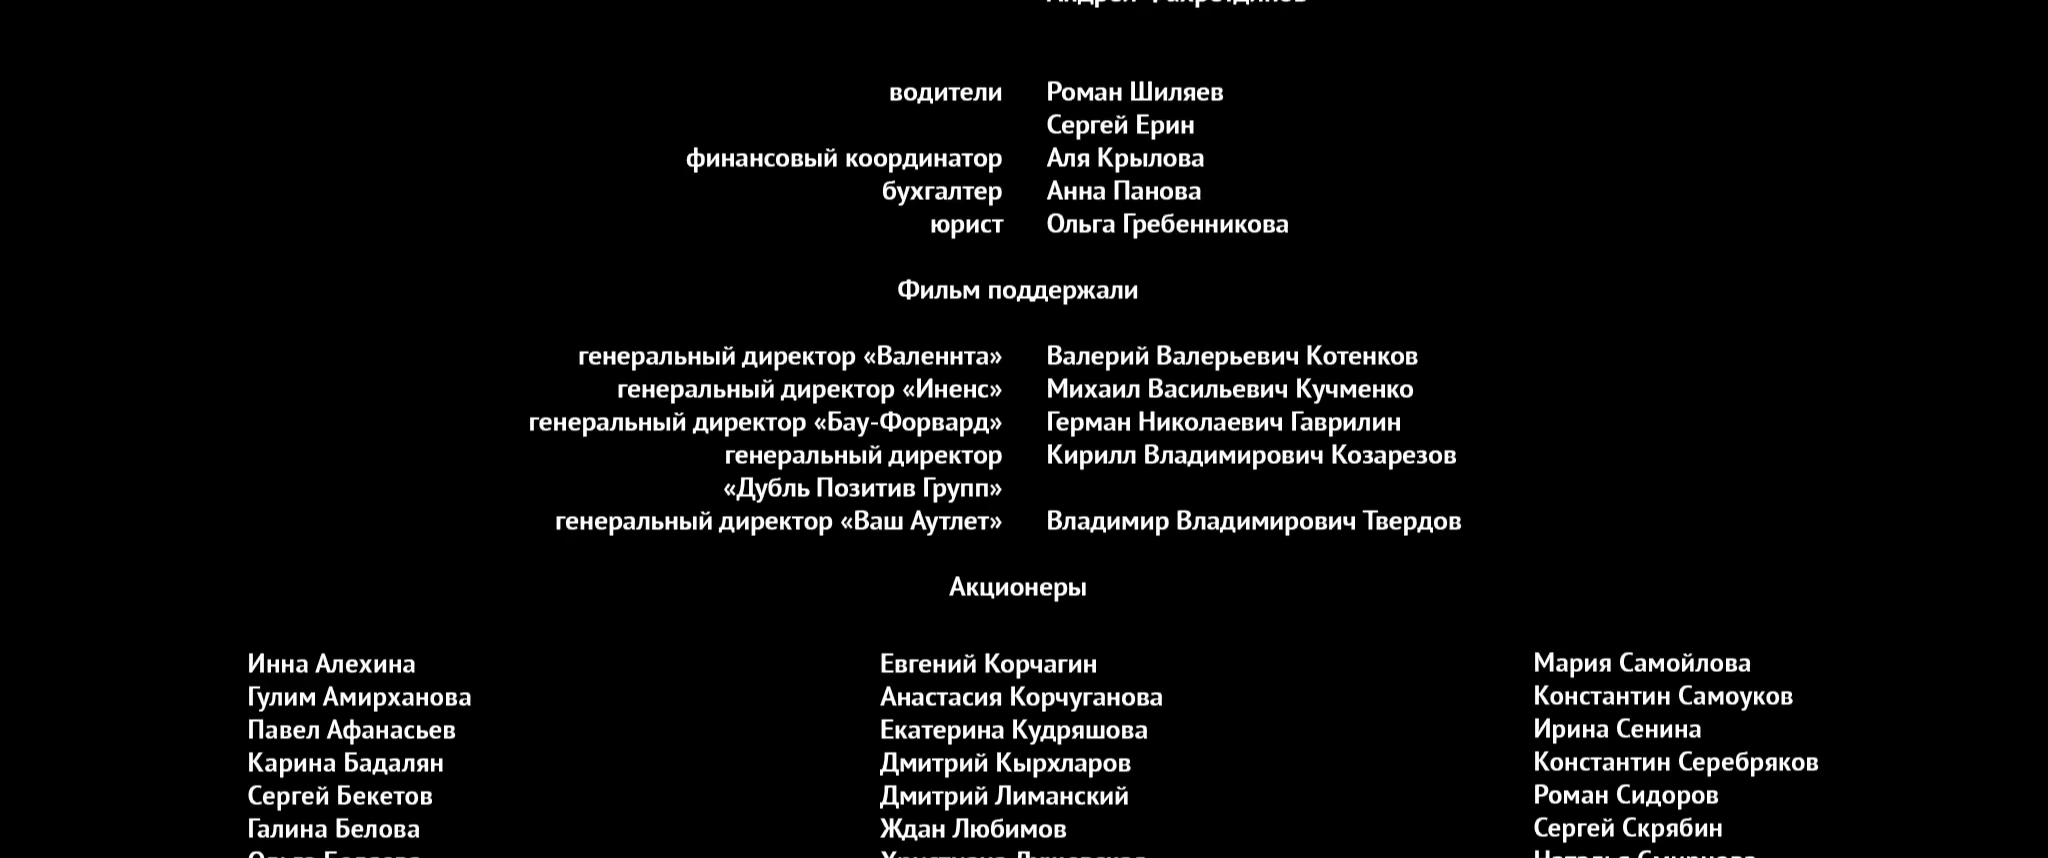 водители Роман Шиляев
Сергей Ерин
финансовый координатор Аля Крылова
бухгалтер Анна Панова
юрист Ольга Гребенникова
Фильм поддержали
генеральный директор «Валеннта» Валерий Валерьевич Котенков
генеральный директор «Иненс» Михаил Васильевич Кучменко
генеральный директор «Бау-Форвард» Герман Николаевич Гаврилин
генеральный директор Кирилл Владимирович Козарезов
«Дубль Позитив Групп»
генеральный директор «Ваш Аутлет» Владимир Владимирович Твердов
Акционеры
Инна Алехина
Гулим Амирханова
Павел Афанасьев
Карина Бадалян
Сергей Бекетов
Галина Белова
Евгений Корчагин
Анастасия Корчуганова
Екатерина Кудряшова
Дмитрий Кырхларов
Дмитрий Лиманский
Ждан Любимов
Мария Самойлова
Константин Самоуков
Ирина Сенина
Константин Серебряков
Роман Сидоров
Сергей Скрябин